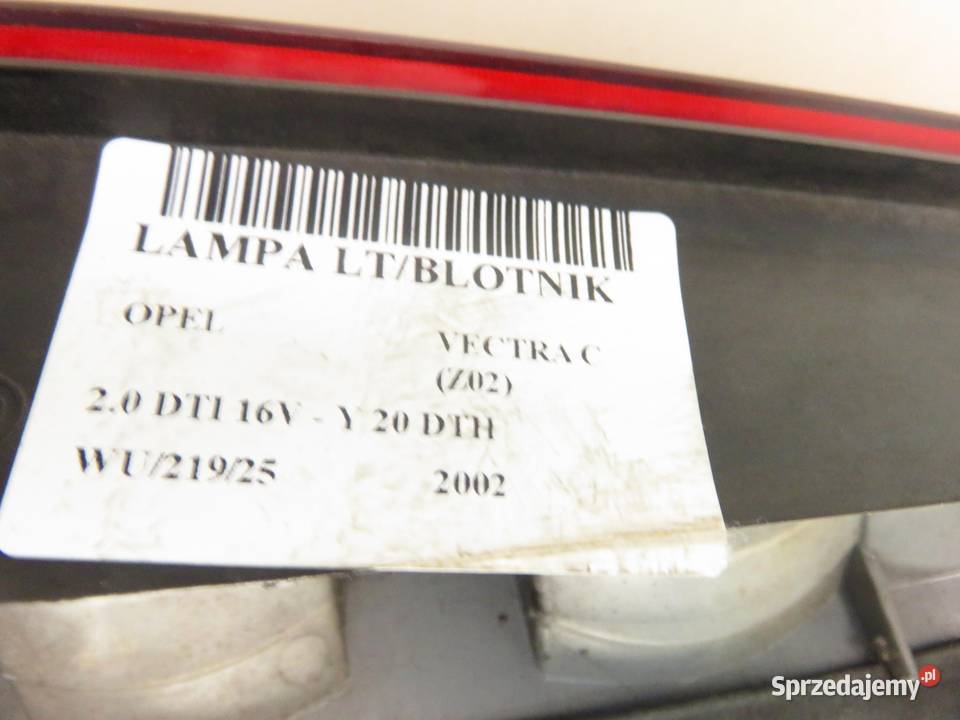 LAMPA LT/BLOTNIK
OPEL
VECTRA C
(Z02)
2.0 DTI 16V - Y 20 DTH
WU/219/25
2002
Sprzedajemy.pl